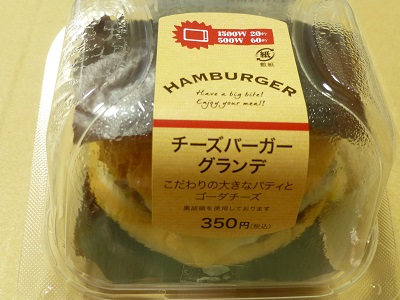 1500W 20秒
500W 60秒
紙
HAMBURGER
Have a big bite!
Enjoy your meal!
チーズバーガー
グランデ
こだわりの大きなパティと
ゴーダチーズ
350円(税込)